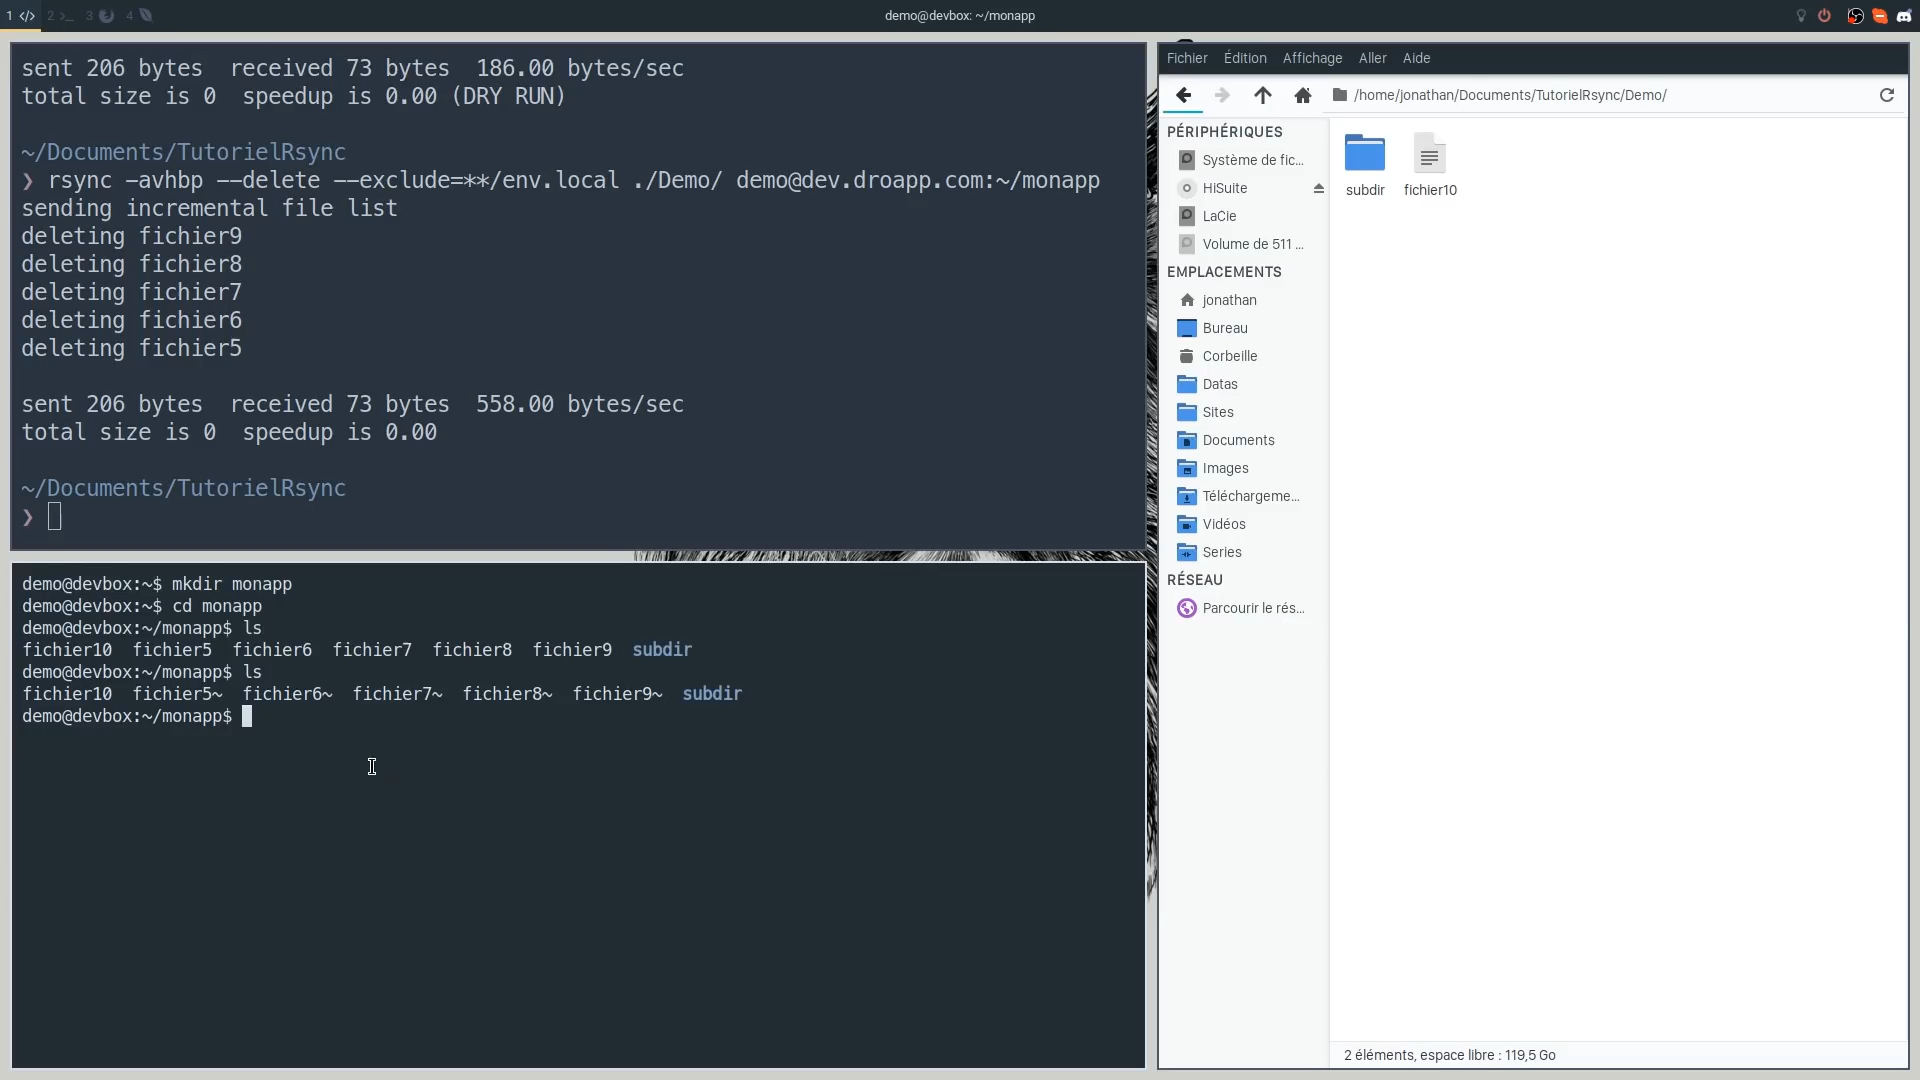 1 </> 2 >_ 3 4
demo@devbox: ~/monapp
sent 206 bytes  received 73 bytes  186.00 bytes/sec
total size is 0  speedup is 0.00 (DRY RUN)
~/Documents/TutorielRsync
❯ rsync -avhbp --delete --exclude=**/env.local ./Demo/ demo@dev.droapp.com:~/monapp
sending incremental file list
deleting fichier9
deleting fichier8
deleting fichier7
deleting fichier6
deleting fichier5
sent 206 bytes  received 73 bytes  558.00 bytes/sec
total size is 0  speedup is 0.00
~/Documents/TutorielRsync
❯
demo@devbox:~$ mkdir monapp
demo@devbox:~$ cd monapp
demo@devbox:~/monapp$ ls
fichier10  fichier5  fichier6  fichier7  fichier8  fichier9  subdir
demo@devbox:~/monapp$ ls
fichier10  fichier5~  fichier6~  fichier7~  fichier8~  fichier9~  subdir
demo@devbox:~/monapp$
Fichier Édition Affichage Aller Aide
/home/jonathan/Documents/TutorielRsync/Demo/
PÉRIPHÉRIQUES
Système de fic...
HiSuite
LaCie
Volume de 511 ...
EMPLACEMENTS
jonathan
Bureau
Corbeille
Datas
Sites
Documents
Images
Téléchargeme...
Vidéos
Series
RÉSEAU
Parcourir le rés...
subdir fichier10
2 éléments, espace libre : 119,5 Go